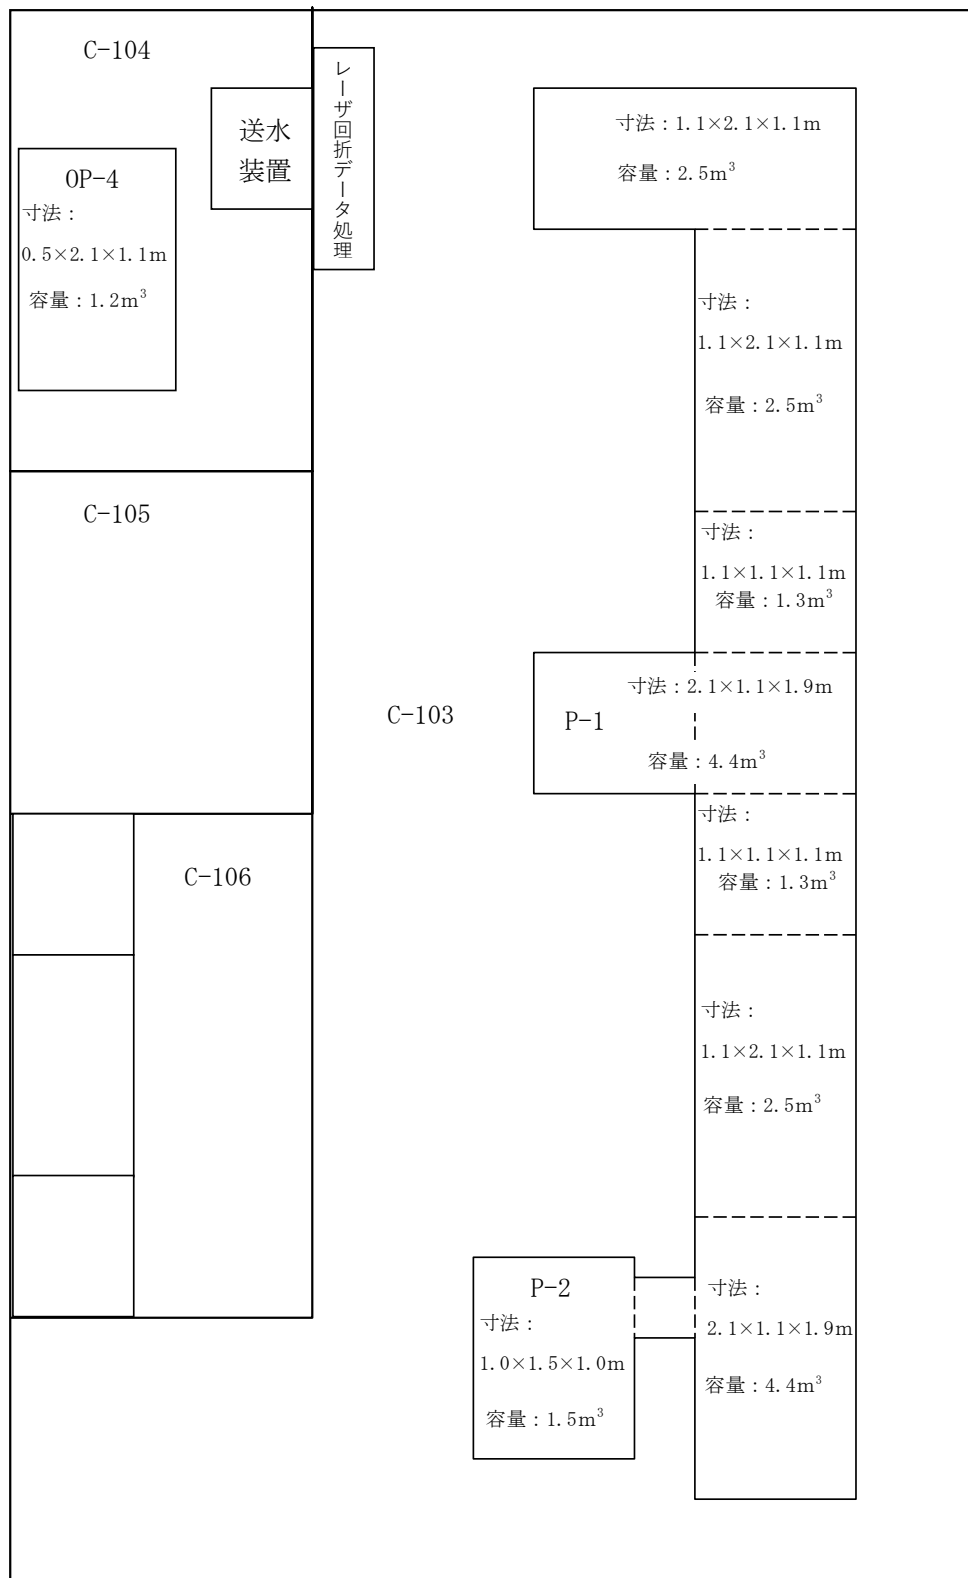 C-104
送水
装置
レーザ回折データ処理
OP-4
寸法：
0.5×2.1×1.1m
容量：1.2m³
寸法：1.1×2.1×1.1m
容量：2.5m³
寸法：
1.1×2.1×1.1m
容量：2.5m³
C-105
寸法：
1.1×1.1×1.1m
容量：1.3m³
C-103
寸法：2.1×1.1×1.9m
P-1
容量：4.4m³
寸法：
1.1×1.1×1.1m
容量：1.3m³
C-106
寸法：
1.1×2.1×1.1m
容量：2.5m³
P-2
寸法：
1.0×1.5×1.0m
容量：1.5m³
寸法：
2.1×1.1×1.9m
容量：4.4m³